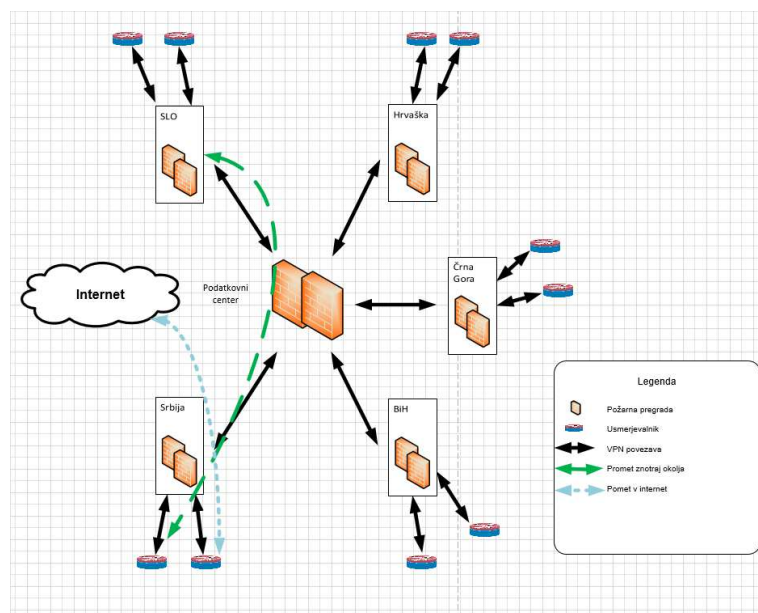 SLO
Hrvaška
Internet
Podatkovni
center
Črna
Gora
Srbija
BiH
Legenda
Požarna pregrada
Usmerjevalnik
VPN povezava
Promet znotraj okolja
Pomet v internet